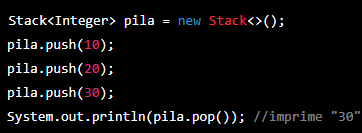 Stack<Integer> pila = new Stack<>();
pila.push(10);
pila.push(20);
pila.push(30);
System.out.println(pila.pop()); //imprime "30"